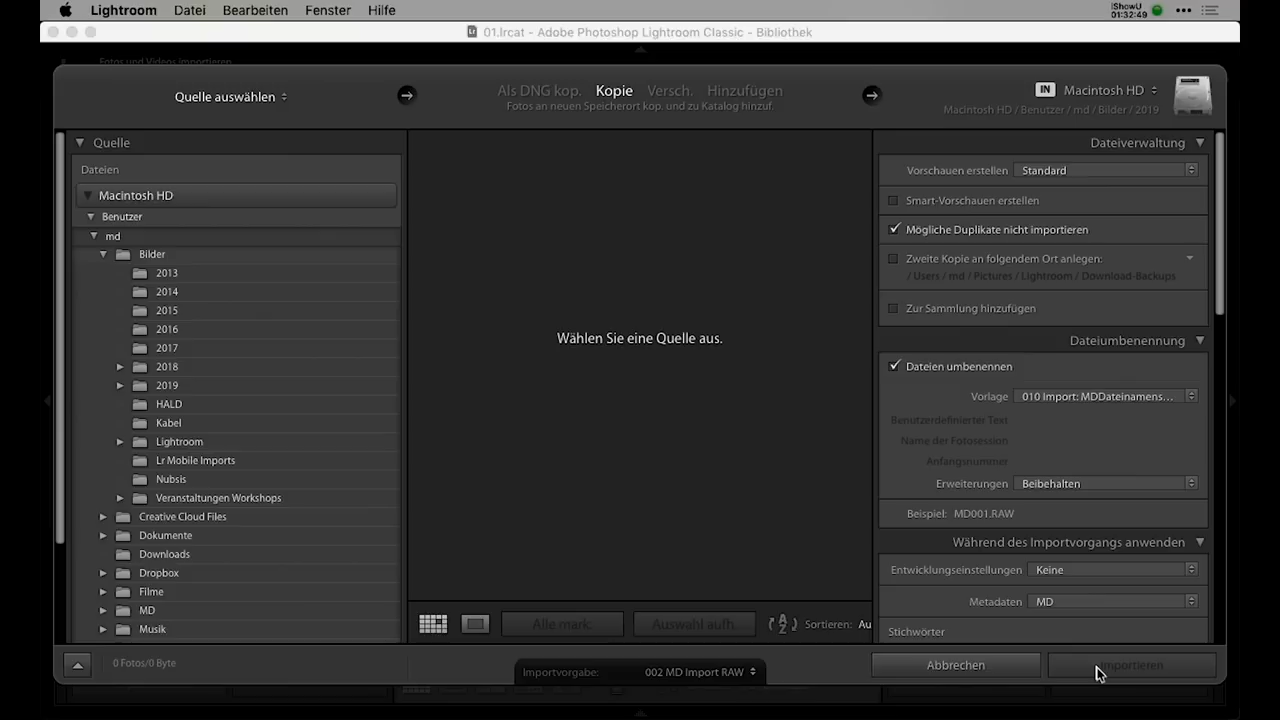 Lightroom Datei Bearbeiten Fenster Hilfe
iShowU
01:32:49
01.lrcat - Adobe Photoshop Lightroom Classic - Bibliothek
Fotos und Videos importieren
Quelle auswählen
Als DNG kop. Kopie Versch. Hinzufügen
Fotos an neuen Speicherort kop. und zu Katalog hinzuf.
IN Macintosh HD
Macintosh HD / Benutzer / md / Bilder / 2019
Quelle
Dateien
Macintosh HD
Benutzer
md
Bilder
2013
2014
2015
2016
2017
2018
2019
HALD
Kabel
Lightroom
Lr Mobile Imports
Nubsis
Veranstaltungen Workshops
Creative Cloud Files
Dokumente
Downloads
Dropbox
Filme
MD
Musik
Wählen Sie eine Quelle aus.
Alle mark. Auswahl aufh. Sortieren: Au
Dateiverwaltung
Vorschauen erstellen Standard
Smart-Vorschauen erstellen
Mögliche Duplikate nicht importieren
Zweite Kopie an folgendem Ort anlegen:
/ Users / md / Pictures / Lightroom / Download-Backups
Zur Sammlung hinzufügen
Dateiumbenennung
Dateien umbenennen
Vorlage 010 Import: MDDateinamens...
Benutzerdefinierter Text
Name der Fotosession
Anfangsnummer
Erweiterungen Beibehalten
Beispiel: MD001.RAW
Während des Importvorgangs anwenden
Entwicklungseinstellungen Keine
Metadaten MD
Stichwörter
0 Fotos/0 Byte
Importvorgabe: 002 MD Import RAW
Abbrechen Importieren